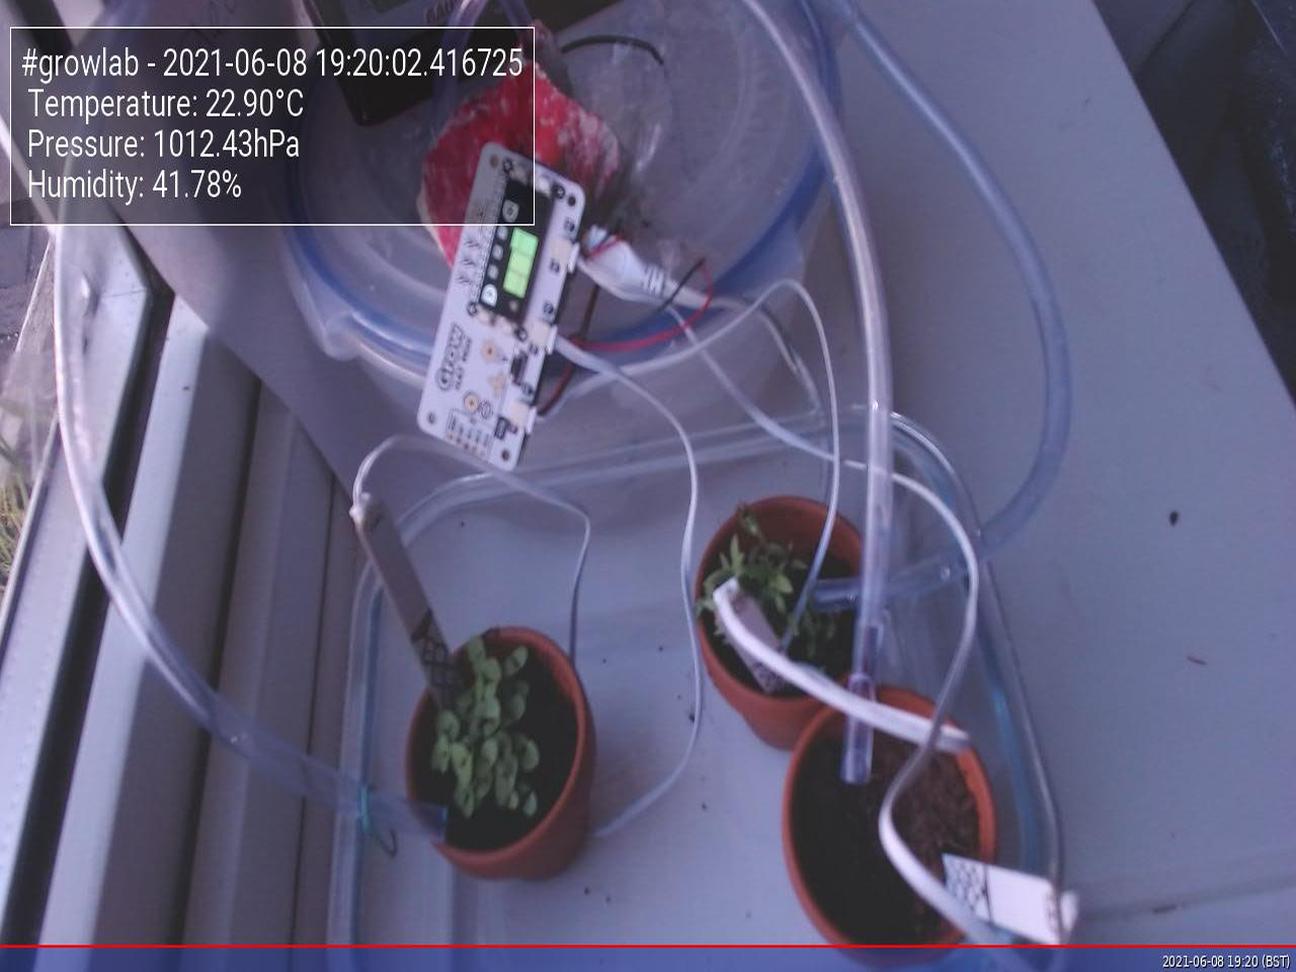 #growlab - 2021-06-08 19:20:02.416725
Temperature: 22.90°C
Pressure: 1012.43hPa
Humidity: 41.78%
GROW
2021-06-08 19:20 (BST)